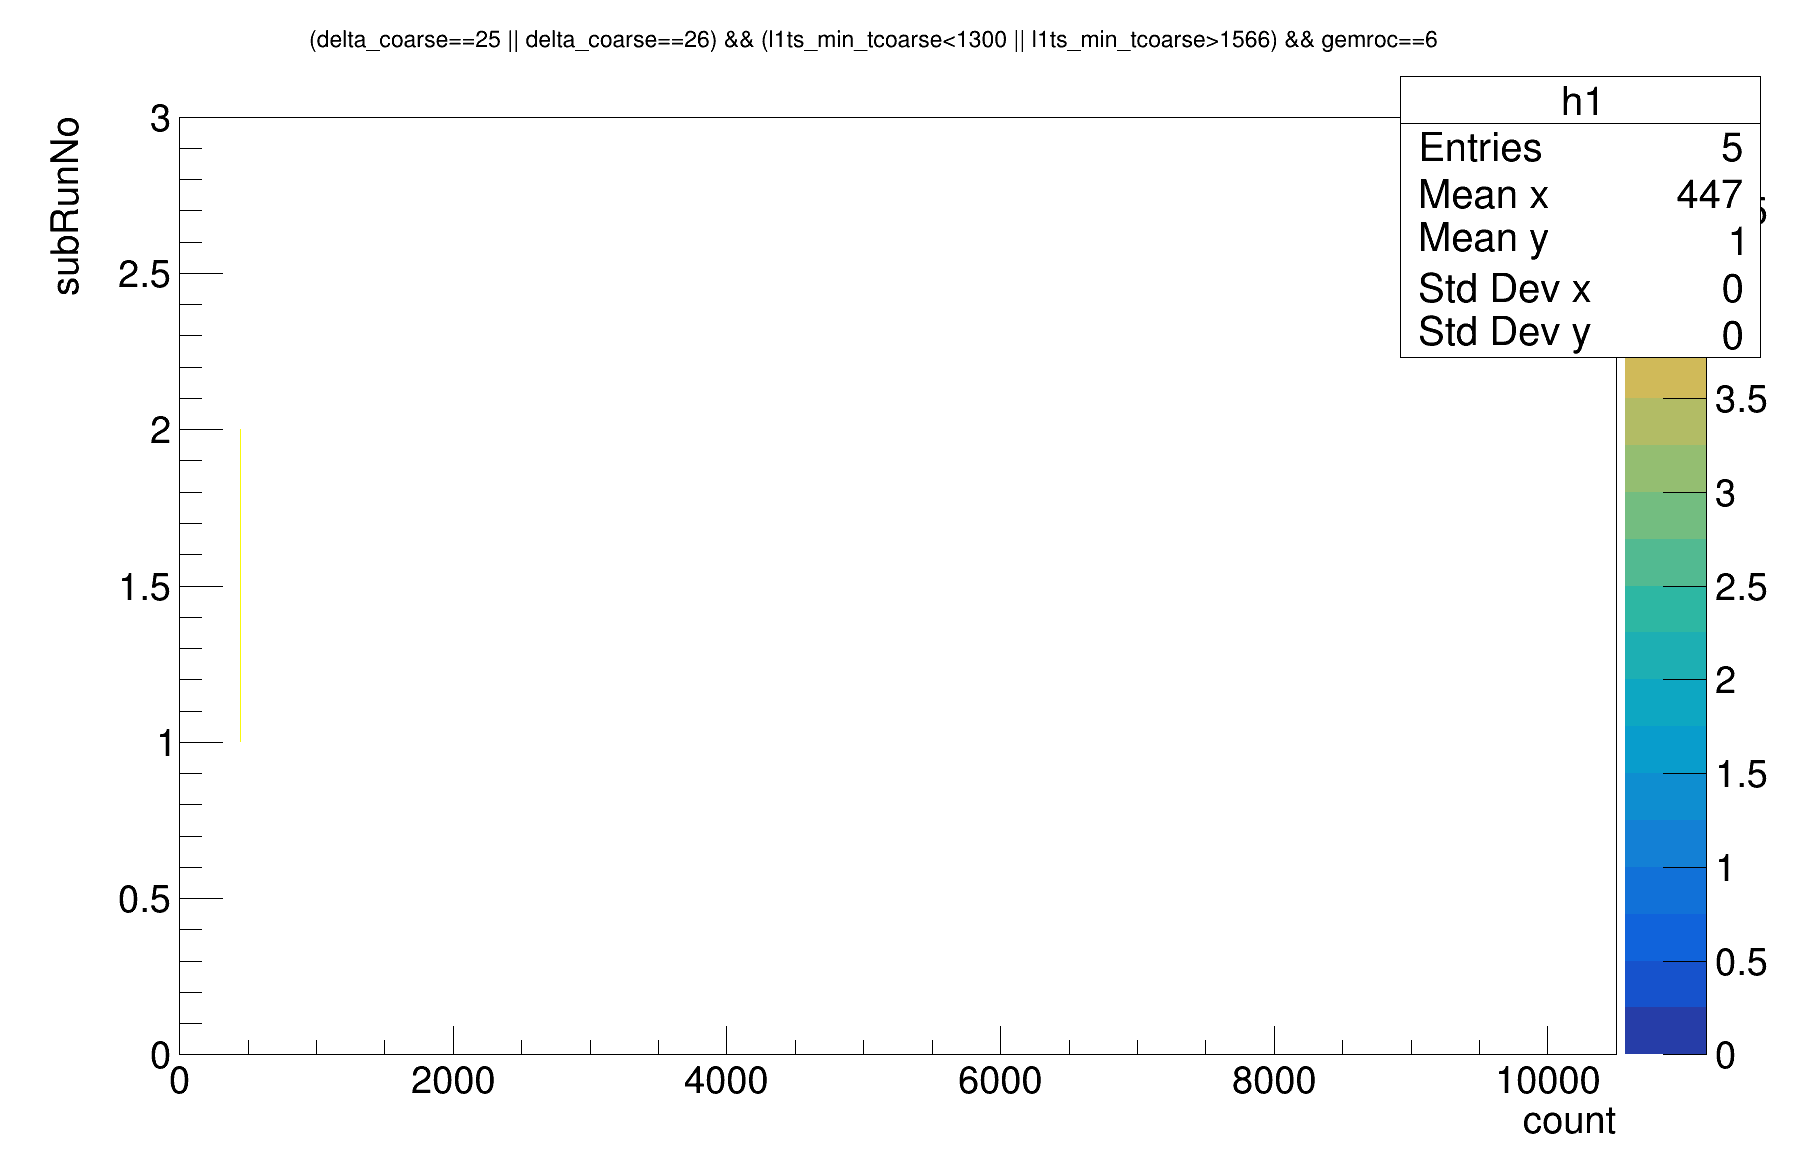 (delta_coarse==25 || delta_coarse==26) && (l1ts_min_tcoarse<1300 || l1ts_min_tcoarse>1566) && gemroc==6
h1
Entries 5
Mean x 447
Mean y 1
Std Dev x 0
Std Dev y 0
subRunNo
3
2.5
2
1.5
1
0.5
0
0 2000 4000 6000 8000 10000
count
3.5
3
2.5
2
1.5
1
0.5
0